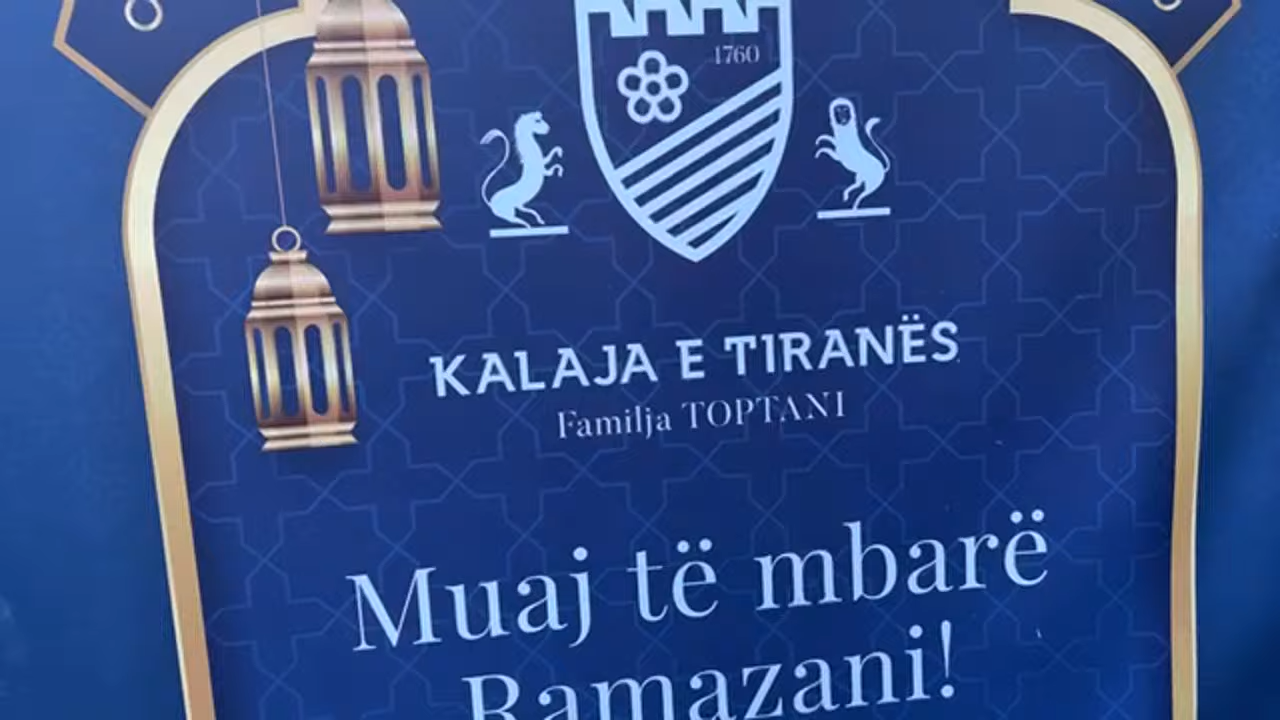 1760
KALAJA E TIRANËS
Familja TOPTANI
Muaj të mbarë
Ramazani!